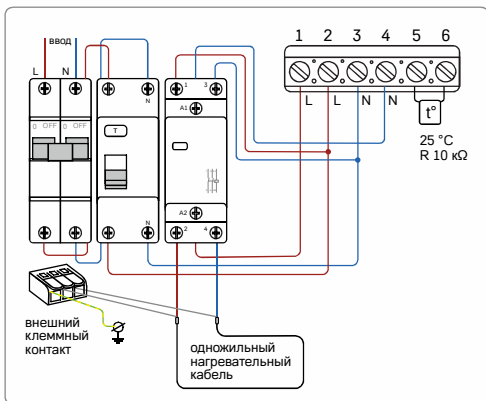 ввод
L N
1 2 3 4 5 6
L L N N
t°
25 °C
R 10 кΩ
0 OFF 0 OFF
N
T
N
1 3
A1
A2
2 4
внешний
клеммный
контакт
одножильный
нагревательный
кабель